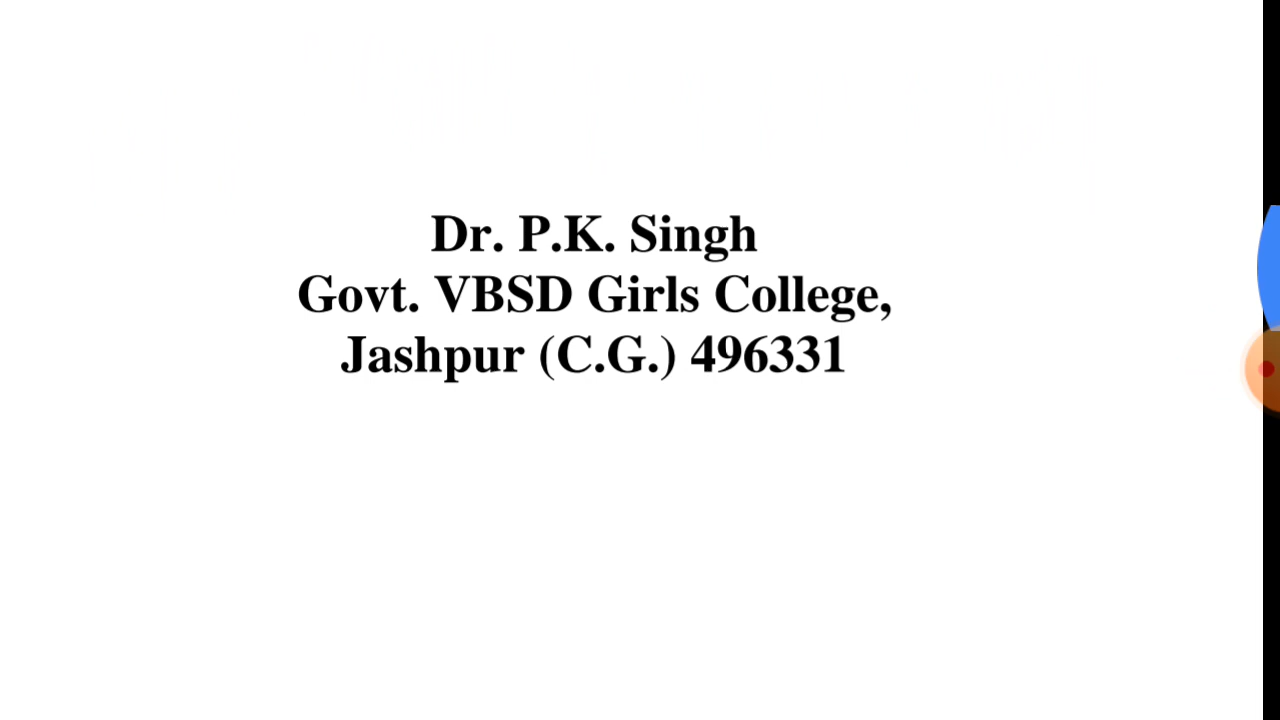 Dr. P.K. Singh
Govt. VBSD Girls College,
Jashpur (C.G.) 496331